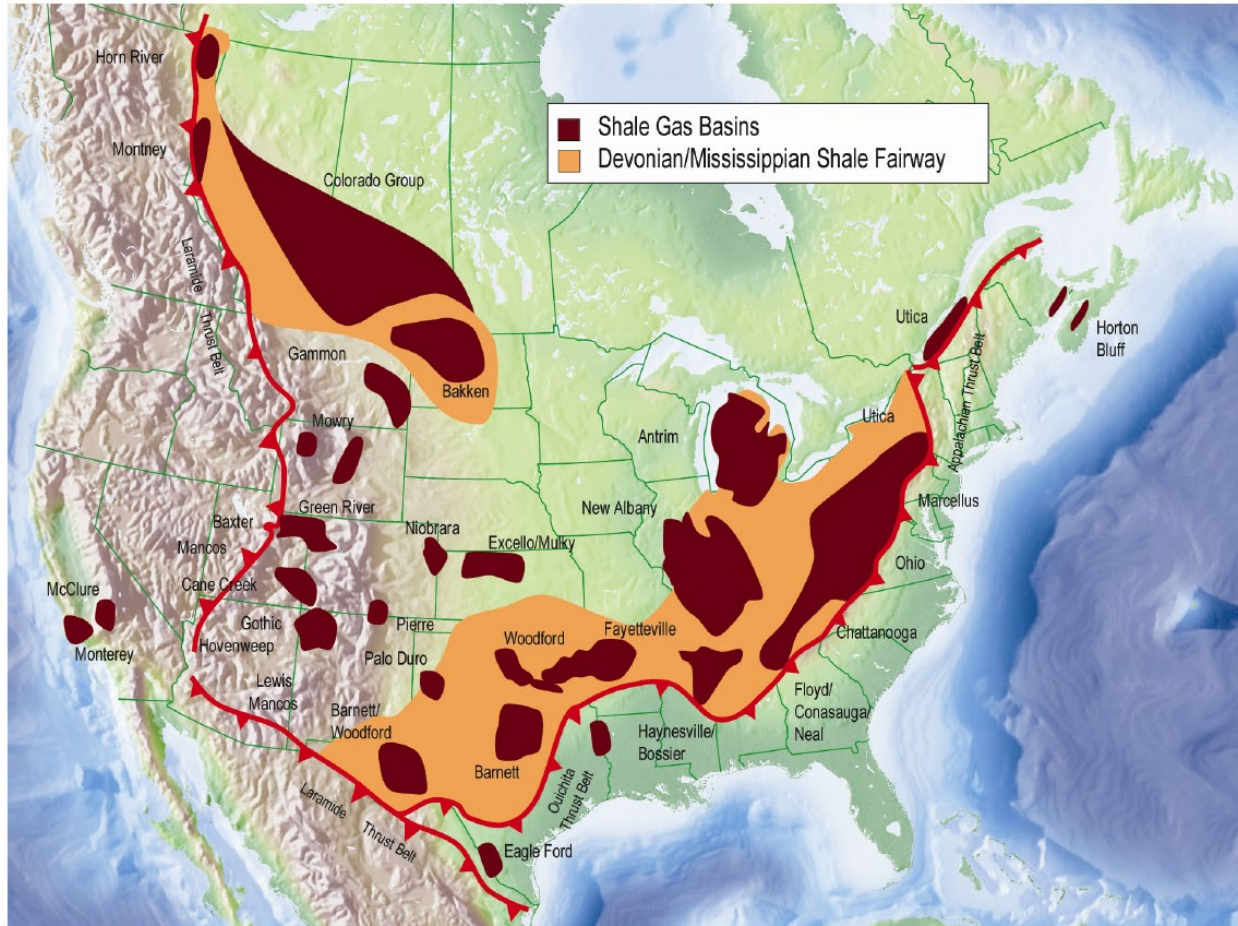 Horn River
Shale Gas Basins
Devonian/Mississippian Shale Fairway
Montney
Colorado Group
Laramide
Thrust Belt
Utica
Horton
Bluff
Gammon
Bakken
Appalachian Thrust Belt
Mowry
Antrim
Utica
Green River
New Albany
Marcellus
Baxter
Niobrara
Excello/Mulky
Mancos
Ohio
McClure
Cane Creek
Gothic
Pierre
Fayetteville
Chattanooga
Hovenweep
Woodford
Monterey
Palo Duro
Lewis
Mancos
Floyd/
Conasauga/
Neal
Barnett/
Woodford
Haynesville/
Bossier
Barnett
Ouichita
Thrust Belt
Laramide
Thrust Belt
Eagle Ford